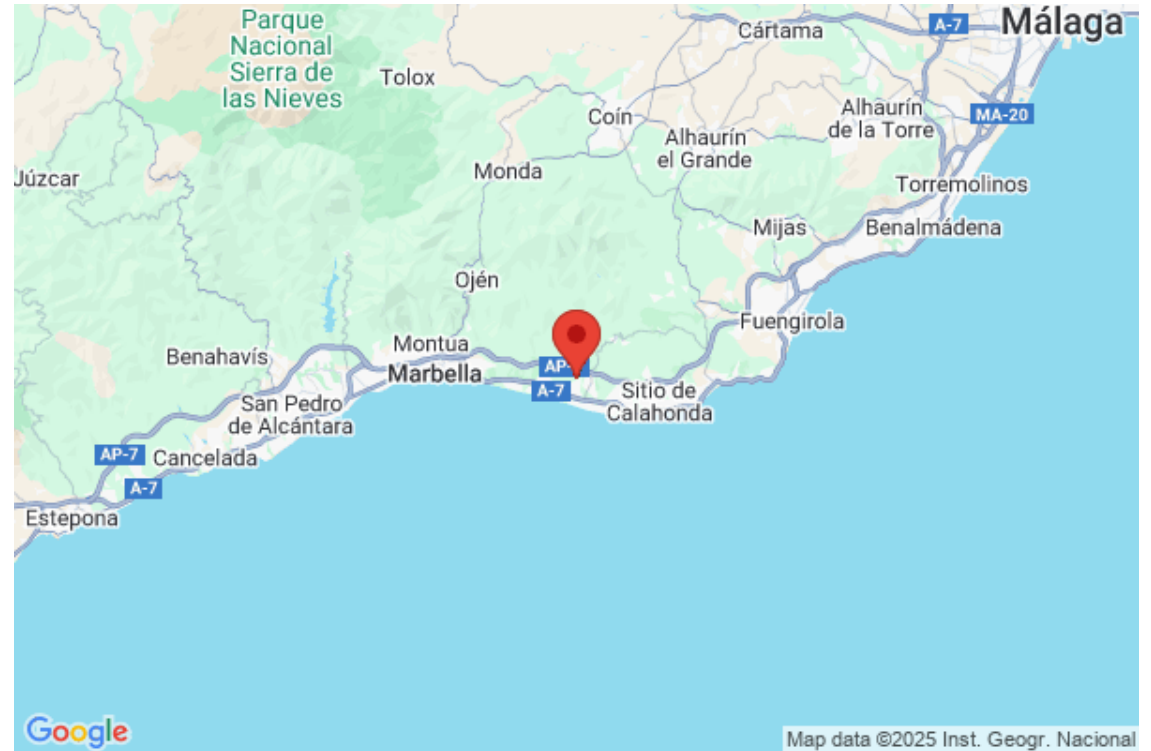 Parque
Nacional
Sierra de
las Nieves
Tolox
Cártama
A-7
Málaga
Coín
Alhaurín
de la Torre
MA-20
Alhaurín
el Grande
Júzcar
Monda
Torremolinos
Mijas
Benalmádena
Ojén
Fuengirola
Montua
Benahavís
Marbella
AP-7
A-7
Sitio de
Calahonda
San Pedro
de Alcántara
AP-7
Cancelada
A-7
Estepona
Google
Map data ©2025 Inst. Geogr. Nacional